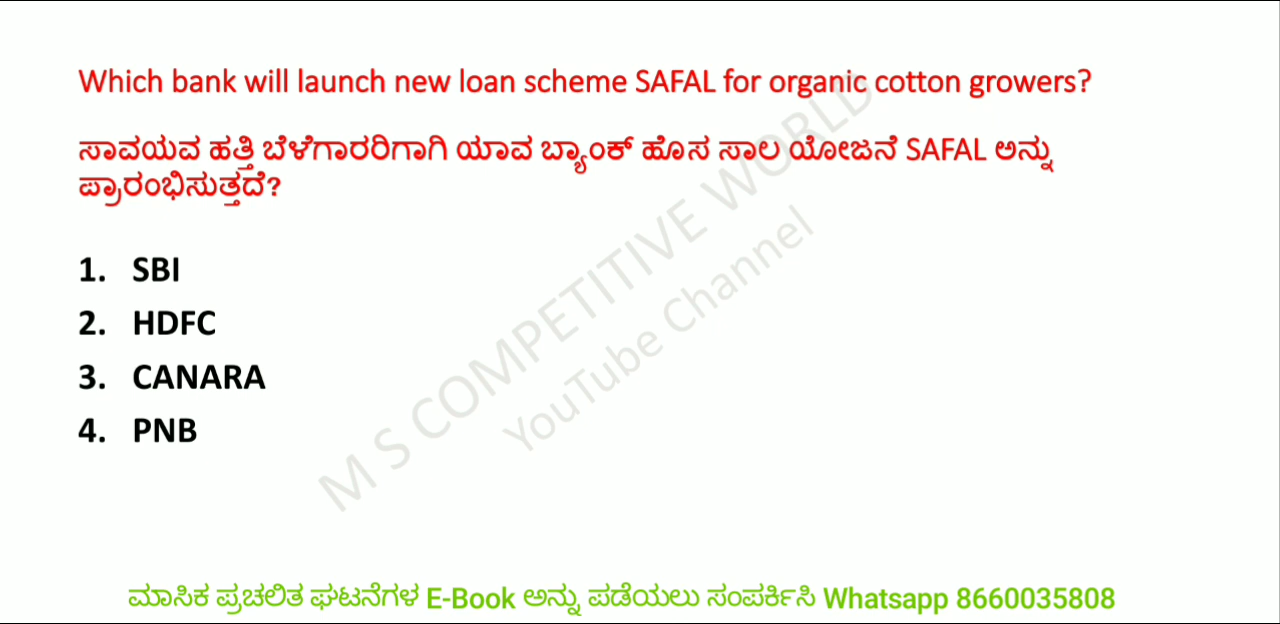 Which bank will launch new loan scheme SAFAL for organic cotton growers?
ಸಾವಯವ ಹತ್ತಿ ಬೆಳೆಗಾರರಿಗಾಗಿ ಯಾವ ಬ್ಯಾಂಕ್ ಹೊಸ ಸಾಲ ಯೋಜನೆ SAFAL ಅನ್ನು
ಪ್ರಾರಂಭಿಸುತ್ತದೆ?
1. SBI
2. HDFC
3. CANARA
4. PNB
M S COMPETITIVE WORLD
YouTube Channel
ಮಾಸಿಕ ಪ್ರಚಲಿತ ಘಟನೆಗಳ E-Book ಅನ್ನು ಪಡೆಯಲು ಸಂಪರ್ಕಿಸಿ Whatsapp 8660035808